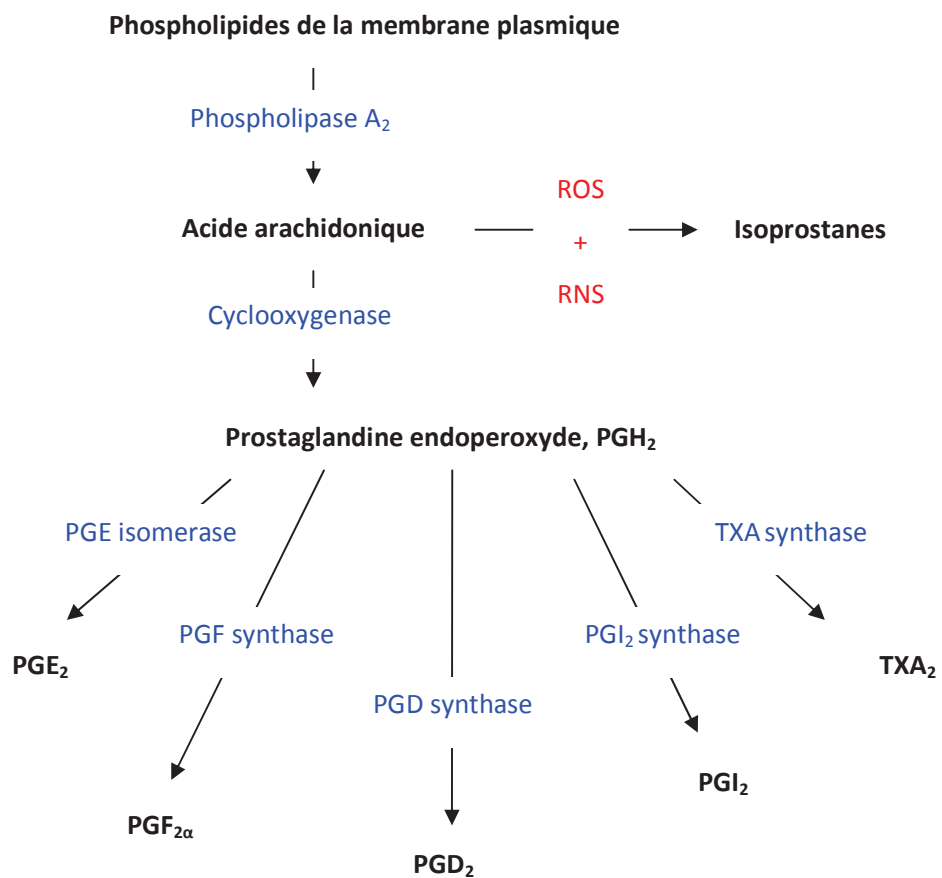 Phospholipides de la membrane plasmique
Phospholipase A₂
ROS
Acide arachidonique
+
Isoprostanes
RNS
Cyclooxygenase
Prostaglandine endoperoxyde, PGH₂
PGE isomerase
TXA synthase
PGF synthase
PGI₂ synthase
PGE₂
TXA₂
PGD synthase
PGI₂
PGF₂α
PGD₂